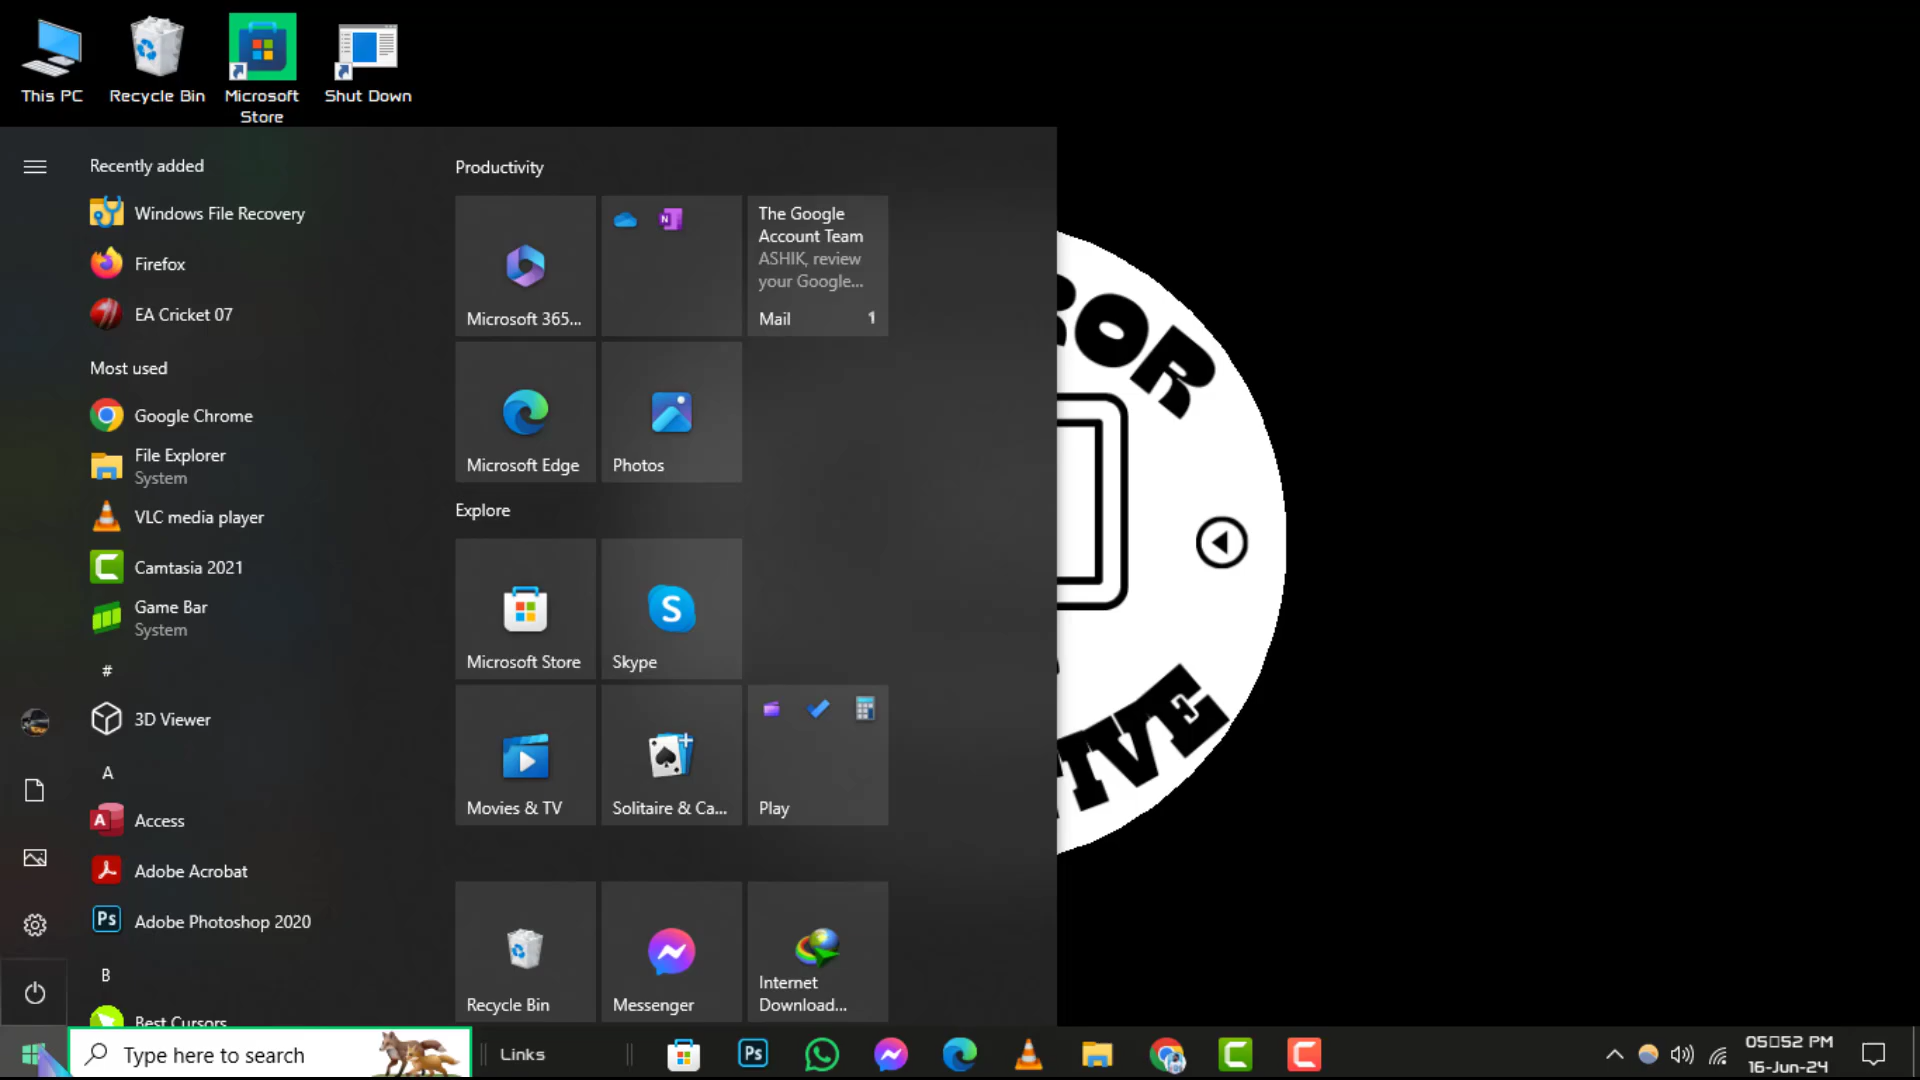 This PC
Recycle Bin
Microsoft
Store
Shut Down
Recently added
Windows File Recovery
Firefox
EA Cricket 07
Most used
Google Chrome
File Explorer
System
VLC media player
Camtasia 2021
Game Bar
System
#
3D Viewer
A
Access
Adobe Acrobat
Adobe Photoshop 2020
B
Best Cursors
Productivity
Microsoft 365...
The Google
Account Team
ASHIK, review
your Google...
Mail 1
Microsoft Edge
Photos
Explore
Microsoft Store
Skype
Movies & TV
Solitaire & Ca...
Play
Recycle Bin
Messenger
Internet
Download...
Type here to search
Links
05□52 PM
16-Jun-24